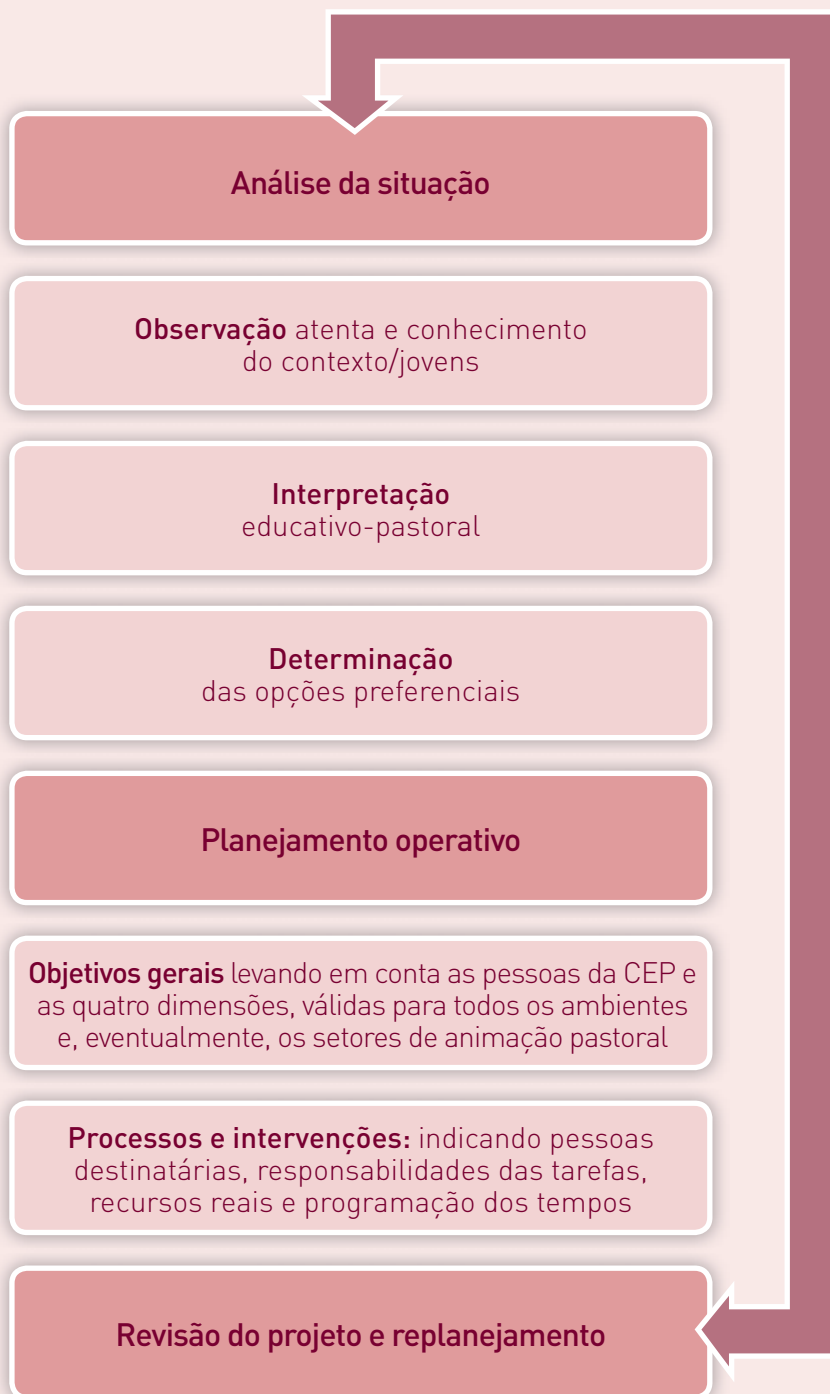 Análise da situação
Observação atenta e conhecimento
do contexto/jovens
Interpretação
educativo-pastoral
Determinação
das opções preferenciais
Planejamento operativo
Objetivos gerais levando em conta as pessoas da CEP e
as quatro dimensões, válidas para todos os ambientes
e, eventualmente, os setores de animação pastoral
Processos e intervenções: indicando pessoas
destinatárias, responsabilidades das tarefas,
recursos reais e programação dos tempos
Revisão do projeto e replanejamento